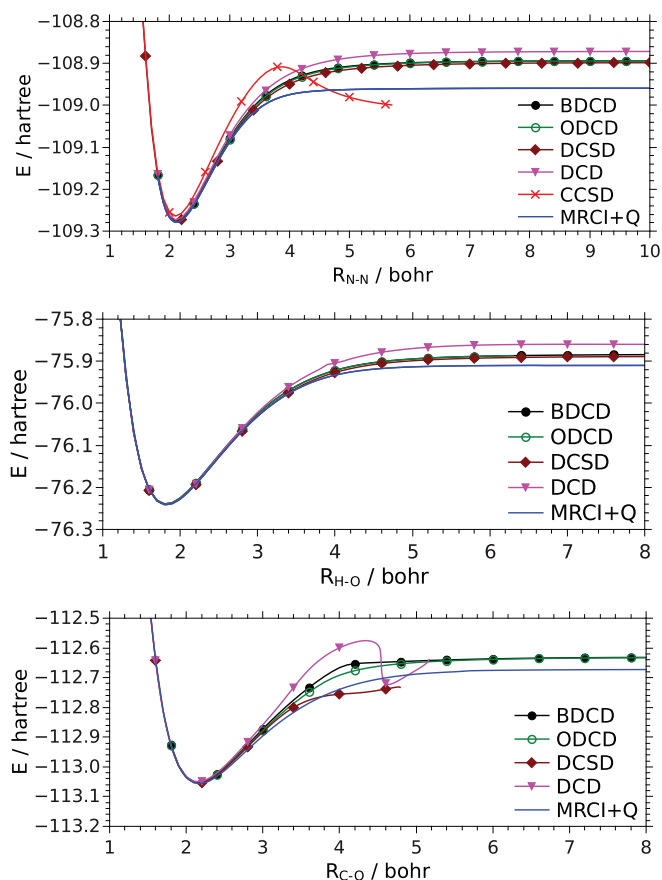 −108.8
−108.9
−109.0
−109.1
−109.2
−109.3
E / hartree
BDCD
ODCD
DCSD
DCD
CCSD
MRCI+Q
1 2 3 4 5 6 7 8 9 10
R_N-N / bohr
−75.8
−75.9
−76.0
−76.1
−76.2
−76.3
E / hartree
BDCD
ODCD
DCSD
DCD
MRCI+Q
1 2 3 4 5 6 7 8
R_H-O / bohr
−112.5
−112.6
−112.7
−112.8
−112.9
−113.0
−113.1
−113.2
E / hartree
BDCD
ODCD
DCSD
DCD
MRCI+Q
1 2 3 4 5 6 7 8
R_C-O / bohr